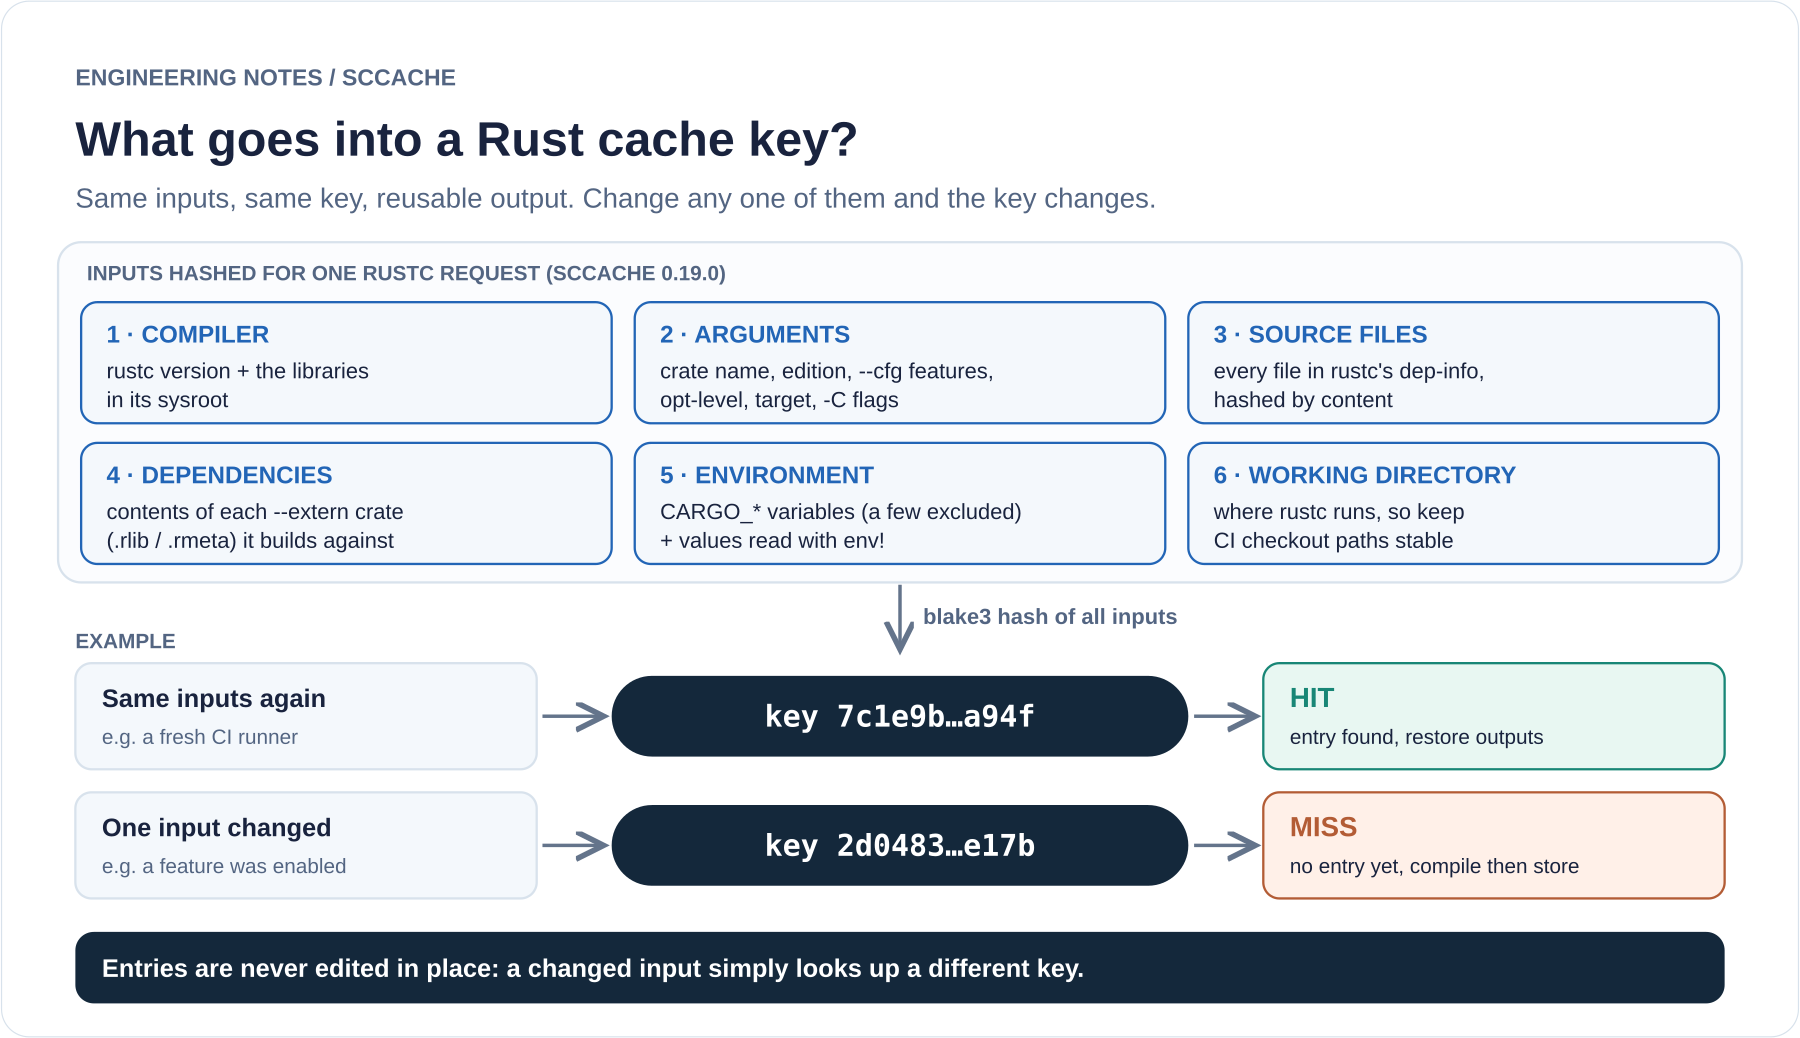 ENGINEERING NOTES / SCCACHE
What goes into a Rust cache key?
Same inputs, same key, reusable output. Change any one of them and the key changes.
INPUTS HASHED FOR ONE RUSTC REQUEST (SCCACHE 0.19.0)
1 · COMPILER
rustc version + the libraries
in its sysroot
2 · ARGUMENTS
crate name, edition, --cfg features,
opt-level, target, -C flags
3 · SOURCE FILES
every file in rustc's dep-info,
hashed by content
4 · DEPENDENCIES
contents of each --extern crate
(.rlib / .rmeta) it builds against
5 · ENVIRONMENT
CARGO_* variables (a few excluded)
+ values read with env!
6 · WORKING DIRECTORY
where rustc runs, so keep
CI checkout paths stable
blake3 hash of all inputs
EXAMPLE
Same inputs again
e.g. a fresh CI runner
key 7c1e9b…a94f
HIT
entry found, restore outputs
One input changed
e.g. a feature was enabled
key 2d0483…e17b
MISS
no entry yet, compile then store
Entries are never edited in place: a changed input simply looks up a different key.